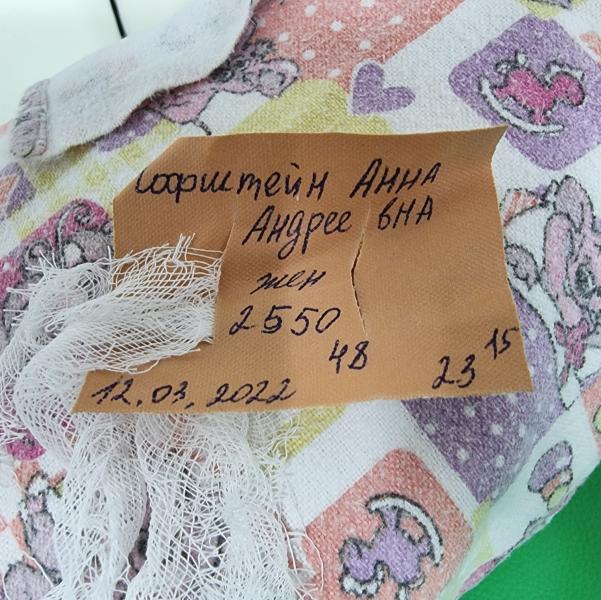 Софштейн Анна
Андреевна
жен
2550
48
12.03.2022 23 15